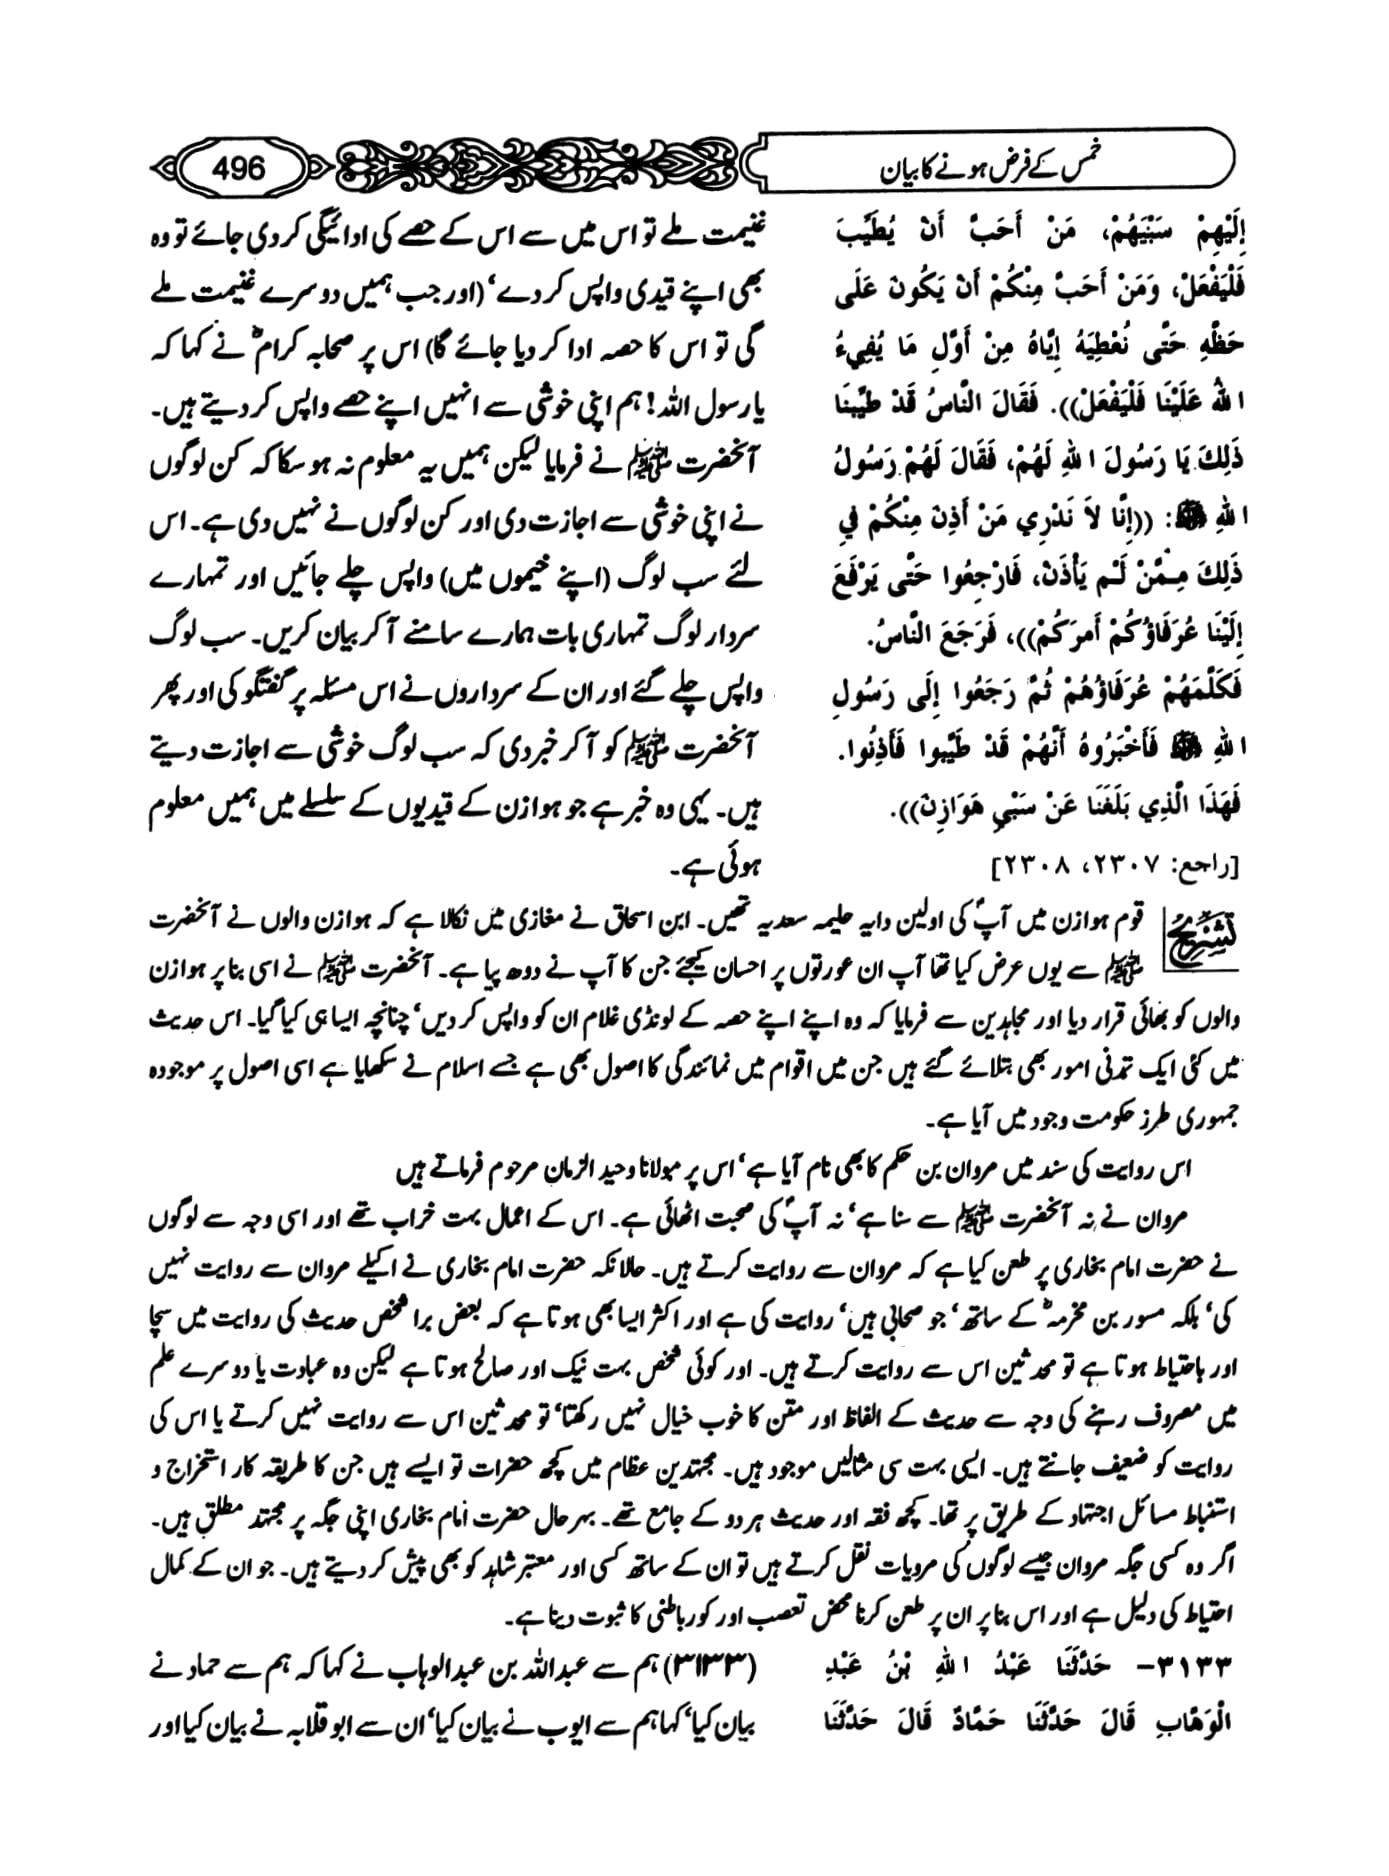 خمس کے فرض ہونے کا بیان
496
إِلَيْهِمْ سَبْيَهُمْ، مَنْ أَحَبَّ أَنْ يُطَيِّبَ
فَلْيَفْعَلْ، وَمَنْ أَحَبَّ مِنْكُمْ أَنْ يَكُونَ عَلَى
حَظِّهِ حَتَّى نُعْطِيَهُ إِيَّاهُ مِنْ أَوَّلِ مَا يُفِيءُ
اللهُ عَلَيْنَا فَلْيَفْعَلْ)). فَقَالَ النَّاسُ قَدْ طَيَّبْنَا
ذَلِكَ يَا رَسُولَ اللهِ لَهُمْ، فَقَالَ لَهُمْ رَسُولُ
اللهِ ﷺ: ((إِنَّا لاَ نَدْرِي مَنْ أَذِنَ مِنْكُمْ فِي
ذَلِكَ مِمَّنْ لَمْ يَأْذَنْ، فَارْجِعُوا حَتَّى يَرْفَعَ
إِلَيْنَا عُرَفَاؤُكُمْ أَمرَكُمْ))، فَرَجَعَ النَّاسُ.
فَكَلَّمَهُمْ عُرَفَاؤُهُمْ ثُمَّ رَجَعُوا إِلَى رَسُولِ
اللهِ ﷺ فَأَخْبَرُوهُ أَنَّهُمْ قَدْ طَيَّبُوا فَأَذِنُوا.
فَهَذَا الَّذِي بَلَغَنَا عَنْ سَبْيِ هَوَازِنَ)).
[راجع: ٢٣٠٧، ٢٣٠٨]
غنیمت ملے تو اس میں سے اس کے حصے کی ادائیگی کر دی جائے تو وہ
بھی اپنے قیدی واپس کر دے‘ (اور جب ہمیں دوسرے غنیمت ملے
گی تو اس کا حصہ ادا کر دیا جائے گا) اس پر صحابہ کرامؓ نے کہا کہ
یا رسول اللہ! ہم اپنی خوشی سے انہیں اپنے حصے واپس کر دیتے ہیں۔
آنحضرت ﷺ نے فرمایا لیکن ہمیں یہ معلوم نہ ہو سکا کہ کن لوگوں
نے اپنی خوشی سے اجازت دی اور کن لوگوں نے نہیں دی ہے۔ اس
لئے سب لوگ (اپنے خیموں میں) واپس چلے جائیں اور تمہارے
سردار لوگ تمہاری بات ہمارے سامنے آ کر بیان کریں۔ سب لوگ
واپس چلے گئے اور ان کے سرداروں نے اس مسئلہ پر گفتگو کی اور پھر
آنحضرت ﷺ کو آ کر خبر دی کہ سب لوگ خوشی سے اجازت دیتے
ہیں۔ یہی وہ خبر ہے جو ہوازن کے قیدیوں کے سلسلے میں ہمیں معلوم
ہوئی ہے۔
تشریح
قوم ہوازن میں آپؐ کی اولین دایہ حلیمہ سعدیہ تھیں۔ ابن اسحاق نے مغازی میں نکالا ہے کہ ہوازن والوں نے آنحضرت
ﷺ سے یوں عرض کیا تھا آپ ان عورتوں پر احسان کیجئے جن کا آپ نے دودھ پیا ہے۔ آنحضرت ﷺ نے اسی بنا پر ہوازن
والوں کو بھائی قرار دیا اور مجاہدین سے فرمایا کہ وہ اپنے اپنے حصہ کے لونڈی غلام ان کو واپس کر دیں‘ چنانچہ ایسا ہی کیا گیا۔ اس حدیث
میں کئی ایک تمدنی امور بھی بتلائے گئے ہیں جن میں اقوام میں نمائندگی کا اصول بھی ہے جسے اسلام نے سکھلایا ہے اسی اصول پر موجودہ
جمہوری طرز حکومت وجود میں آیا ہے۔
اس روایت کی سند میں مروان بن حکم کا بھی نام آیا ہے‘ اس پر مولانا وحید الزمان مرحوم فرماتے ہیں
مروان نے نہ آنحضرت ﷺ سے سنا ہے‘ نہ آپؐ کی صحبت اٹھائی ہے۔ اس کے اعمال بہت خراب تھے اور اسی وجہ سے لوگوں
نے حضرت امام بخاری پر طعن کیا ہے کہ مروان سے روایت کرتے ہیں۔ حالانکہ حضرت امام بخاری نے اکیلے مروان سے روایت نہیں
کی‘ بلکہ مسور بن مخرمہؓ کے ساتھ‘ جو صحابی ہیں‘ روایت کی ہے اور اکثر ایسا بھی ہوتا ہے کہ بعض برا شخص حدیث کی روایت میں سچا
اور با احتیاط ہوتا ہے تو محدثین اس سے روایت کرتے ہیں۔ اور کوئی شخص بہت نیک اور صالح ہوتا ہے لیکن وہ عبادت یا دوسرے علم
میں مصروف رہنے کی وجہ سے حدیث کے الفاظ اور متن کا خوب خیال نہیں رکھتا‘ تو محدثین اس سے روایت نہیں کرتے یا اس کی
روایت کو ضعیف جانتے ہیں۔ ایسی بہت سی مثالیں موجود ہیں۔ مجتہدین عظام میں کچھ حضرات تو ایسے ہیں جن کا طریقہ کار استخراج و
استنباط مسائل اجتہاد کے طریق پر تھا۔ کچھ فقہ اور حدیث ہر دو کے جامع تھے۔ بہر حال حضرت امام بخاری اپنی جگہ پر مجتہد مطلق ہیں۔
اگر وہ کسی جگہ مروان جیسے لوگوں کی مرویات نقل کرتے ہیں تو ان کے ساتھ کسی اور معتبر شاہد کو بھی پیش کر دیتے ہیں۔ جو ان کے کمال
احتیاط کی دلیل ہے اور اس بنا پر ان پر طعن کرنا محض تعصب اور کور باطنی کا ثبوت دینا ہے۔
٣١٣٣- حَدَّثَنَا عَبْدُ اللهِ بْنُ عَبْدِ
الْوَهَّابِ قَالَ حَدَّثَنَا حَمَّادٌ قَالَ حَدَّثَنَا
(۳۱۳۳) ہم سے عبداللہ بن عبدالوہاب نے کہا کہ ہم سے حماد نے
بیان کیا‘ کہا ہم سے ایوب نے بیان کیا‘ ان سے ابوقلابہ نے بیان کیا اور